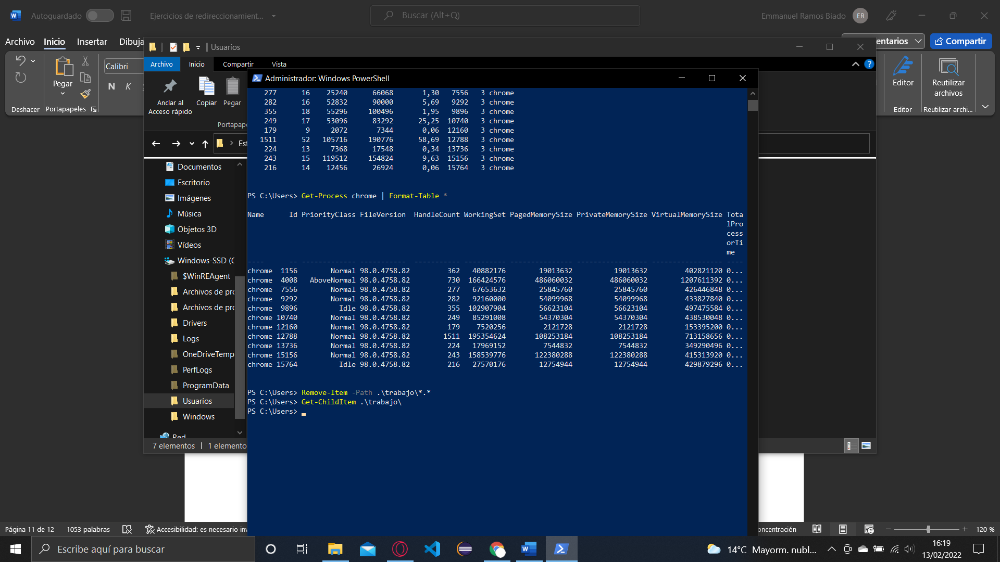 Autoguardado
Ejercicios de redireccionamient...
Buscar (Alt+Q)
Emmanuel Ramos Biado
ER
Archivo Inicio Insertar Dibuja
entarios
Compartir
Usuarios
Archivo Inicio Compartir Vista
Calibri
N K
Pegar
Deshacer
Portapapeles
Anclar al
Acceso rápido
Copiar
Pegar
Portapape
Editor
Reutilizar
archivos
Editor
Reutilizar archi...
Est
Documentos
Escritorio
Imágenes
Música
Objetos 3D
Vídeos
Windows-SSD (C
$WinREAgent
Archivos de pro
Archivos de pro
Drivers
Logs
OneDriveTemp
PerfLogs
ProgramData
Usuarios
Windows
Red
7 elementos
1 elemento
Administrador: Windows PowerShell
277 16 25240 66068 1,30 7556 3 chrome
282 16 52832 90000 5,69 9292 3 chrome
355 18 55296 100496 1,95 9896 3 chrome
249 17 53096 83292 25,25 10740 3 chrome
179 9 2072 7344 0,06 12160 3 chrome
1511 52 105716 190776 58,69 12788 3 chrome
224 13 7368 17548 0,34 13736 3 chrome
243 15 119512 154824 9,63 15156 3 chrome
216 14 12456 26924 0,06 15764 3 chrome
PS C:\Users> Get-Process chrome | Format-Table *
Name Id PriorityClass FileVersion HandleCount WorkingSet PagedMemorySize PrivateMemorySize VirtualMemorySize Tota
lPro
cess
orTi
me
---- -- ------------- ----------- ----------- ---------- --------------- ----------------- ----------------- ----
chrome 1156 Normal 98.0.4758.82 362 40882176 19013632 19013632 402821120 0...
chrome 4008 AboveNormal 98.0.4758.82 730 166424576 486060032 486060032 1207611392 0...
chrome 7556 Normal 98.0.4758.82 277 67653632 25845760 25845760 426446848 0...
chrome 9292 Normal 98.0.4758.82 282 92160000 54099968 54099968 433827840 0...
chrome 9896 Idle 98.0.4758.82 355 102907904 56623104 56623104 497475584 0...
chrome 10740 Normal 98.0.4758.82 249 85291008 54370304 54370304 438530048 0...
chrome 12160 Normal 98.0.4758.82 179 7520256 2121728 2121728 153395200 0...
chrome 12788 Normal 98.0.4758.82 1511 195354624 108253184 108253184 713158656 0...
chrome 13736 Normal 98.0.4758.82 224 17969152 7544832 7544832 349290496 0...
chrome 15156 Normal 98.0.4758.82 243 158539776 122380288 122380288 415313920 0...
chrome 15764 Idle 98.0.4758.82 216 27570176 12754944 12754944 429879296 0...
PS C:\Users> Remove-Item -Path .\trabajo\*.*
PS C:\Users> Get-ChildItem .\trabajo\
PS C:\Users>
Página 11 de 12
1053 palabras
Accesibilidad: es necesario inv
oncentración
120 %
Escribe aquí para buscar
14°C Mayorm. nubl...
16:19
13/02/2022